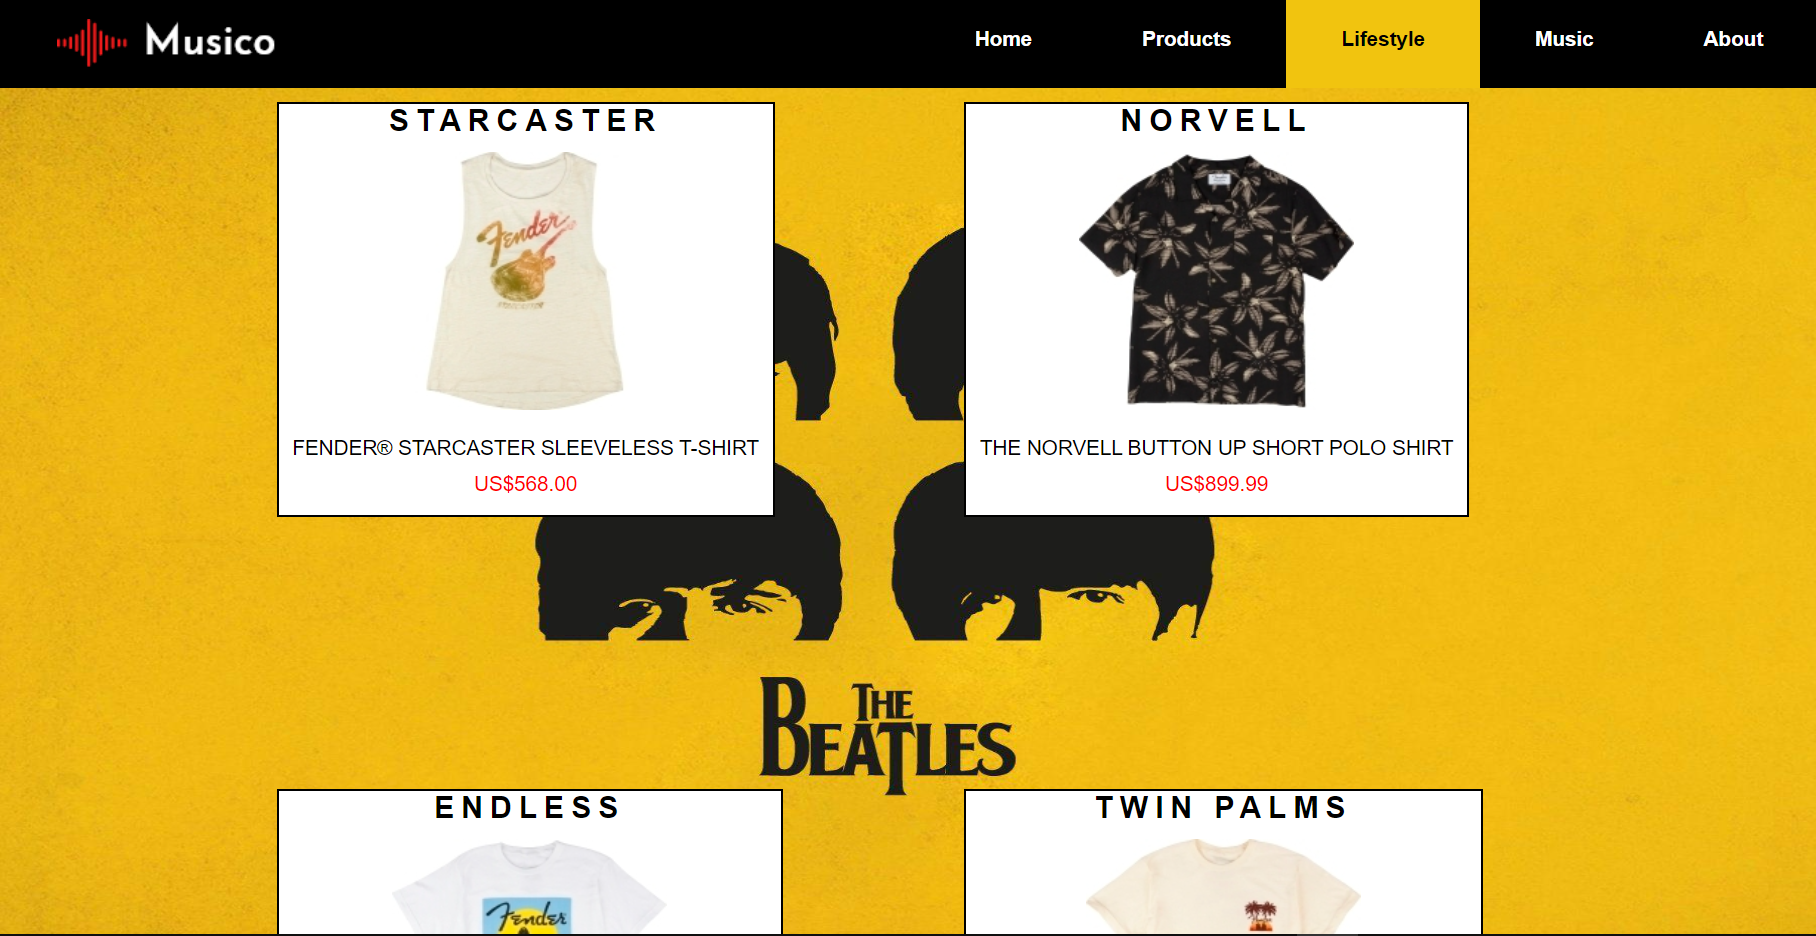 Musico
Home
Products
Lifestyle
Music
About
STARCASTER
NORVELL
Fender
STARCASTER
FENDER® STARCASTER SLEEVELESS T-SHIRT
THE NORVELL BUTTON UP SHORT POLO SHIRT
US$568.00
US$899.99
THE
BEATLES
ENDLESS
TWIN PALMS
Fender